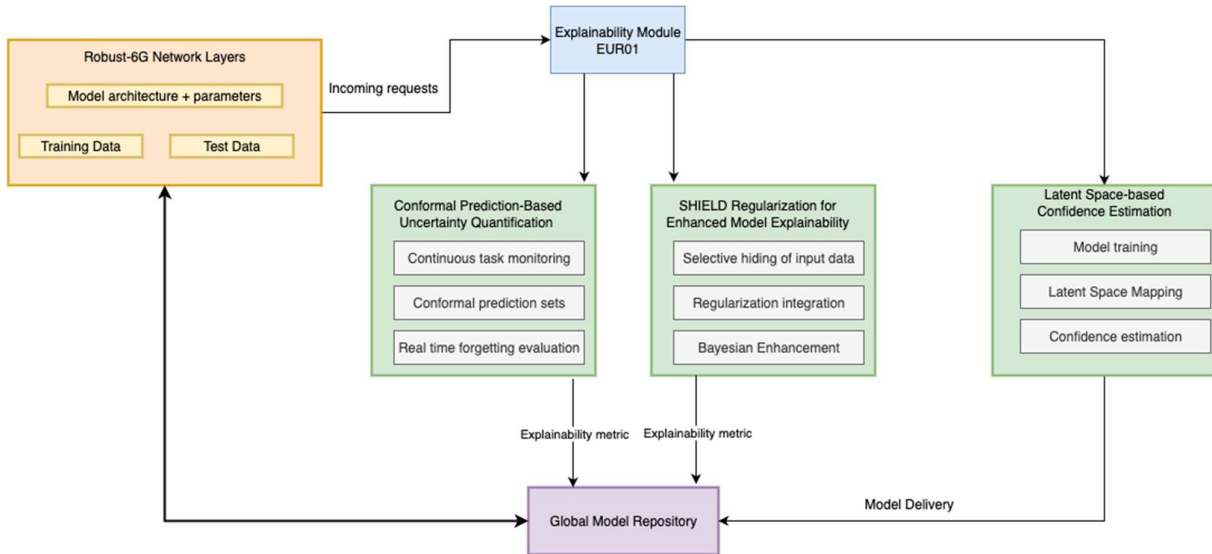 Explainability Module
EUR01
Robust-6G Network Layers
Model architecture + parameters
Training Data
Test Data
Incoming requests
Conformal Prediction-Based
Uncertainty Quantification
Continuous task monitoring
Conformal prediction sets
Real time forgetting evaluation
SHIELD Regularization for
Enhanced Model Explainability
Selective hiding of input data
Regularization integration
Bayesian Enhancement
Latent Space-based
Confidence Estimation
Model training
Latent Space Mapping
Confidence estimation
Explainability metric
Explainability metric
Model Delivery
Global Model Repository